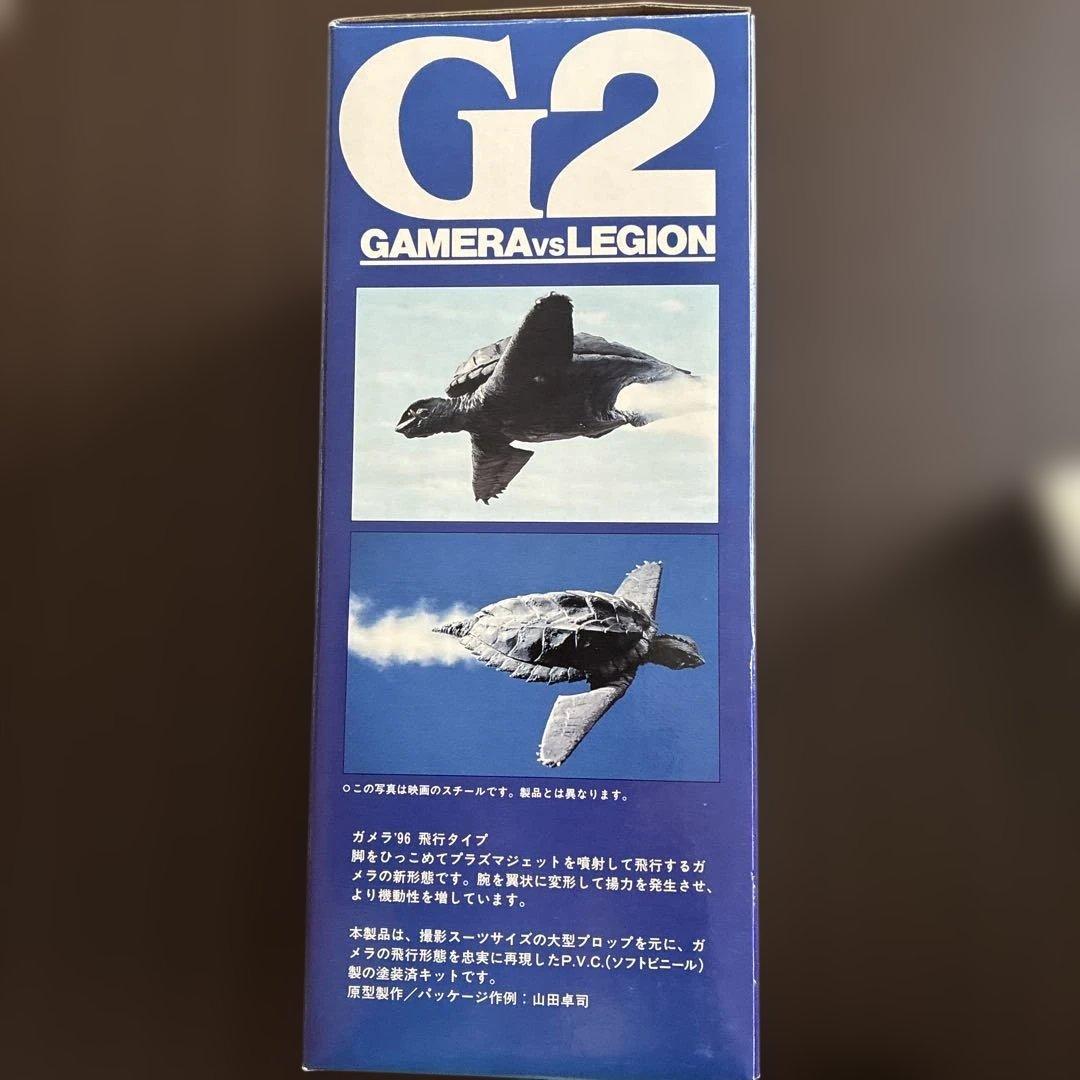 G2
GAMERA VS LEGION
○この写真は映画のスチールです。製品とは異なります。
ガメラ'96 飛行タイプ
脚をひっこめてプラズマジェットを噴射して飛行するガ
メラの新形態です。腕を翼状に変形して揚力を発生させ、
より機動性を増しています。
本製品は、撮影スーツサイズの大型プロップを元に、ガ
メラの飛行形態を忠実に再現したP.V.C.(ソフトビニール)
製の塗装済キットです。
原型製作／パッケージ作例：山田卓司